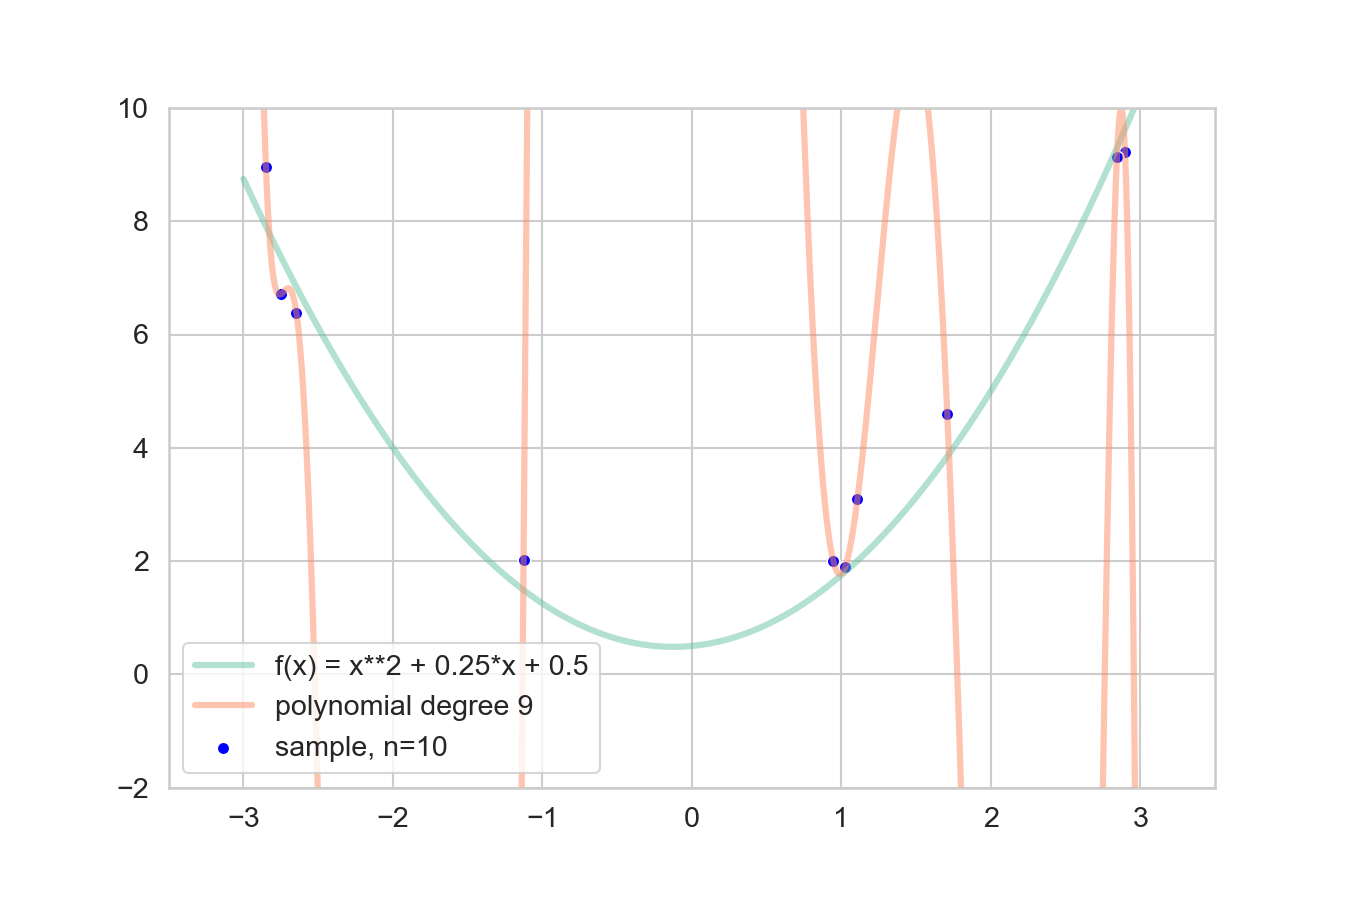 10
8
6
4
2
0
−2
f(x) = x**2 + 0.25*x + 0.5
polynomial degree 9
sample, n=10
−3 −2 −1 0 1 2 3